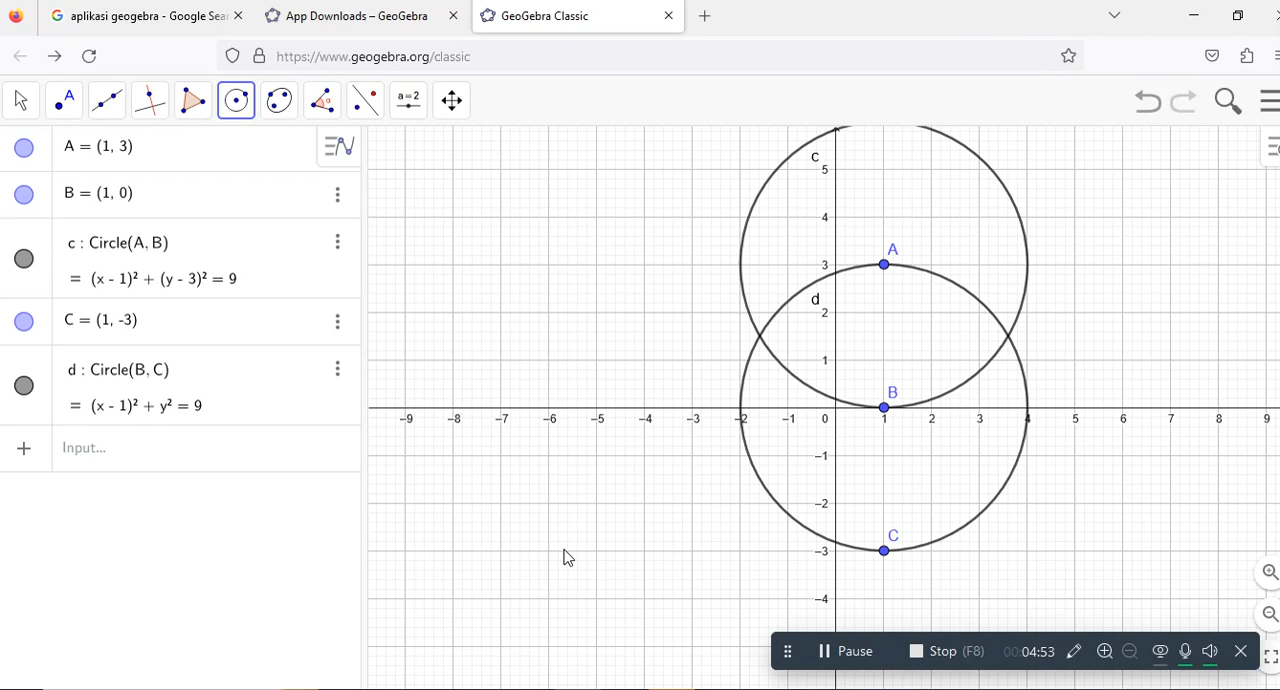 aplikasi geogebra - Google Sear
App Downloads – GeoGebra
GeoGebra Classic
https://www.geogebra.org/classic
A
a=2
A = (1, 3)
B = (1, 0)
c : Circle(A, B)
= (x - 1)² + (y - 3)² = 9
C = (1, -3)
d : Circle(B, C)
= (x - 1)² + y² = 9
+ Input...
c
5
4
A
3
d
2
1
B
−9 −8 −7 −6 −5 −4 −3 −2 −1 0 1 2 3 4 5 6 7 8 9
−1
−2
C
−3
−4
Pause Stop (F8) 00:04:53